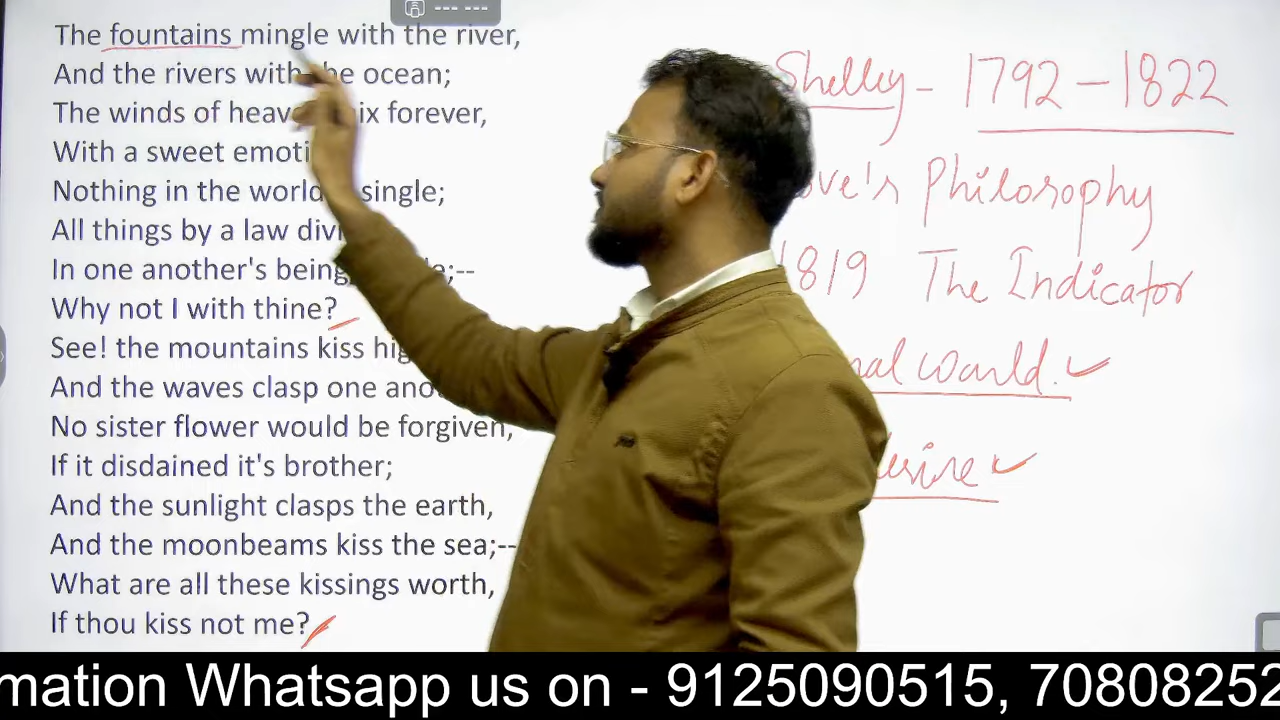 The fountains mingle with the river,
And the rivers with the ocean;
The winds of heav ix forever,
With a sweet emoti
Nothing in the world single;
All things by a law divi
In one another's being
Why not I with thine?
See! the mountains kiss hig
And the waves clasp one ano
No sister flower would be forgiven,
If it disdained it's brother;
And the sunlight clasps the earth,
And the moonbeams kiss the sea;--
What are all these kissings worth,
If thou kiss not me?
Shelley - 1792 - 1822
ove's Philosophy
1819 The Indicator
nal world.
esire
mation Whatsapp us on - 9125090515, 70808252